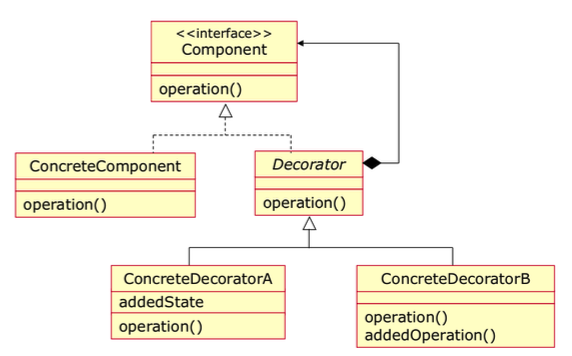 <<interface>>
Component
operation()
ConcreteComponent
operation()
Decorator
operation()
ConcreteDecoratorA
addedState
operation()
ConcreteDecoratorB
operation()
addedOperation()